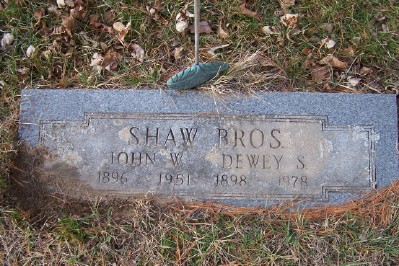 SHAW BROS.
JOHN W. DEWEY S.
1896 1951 1898 1978